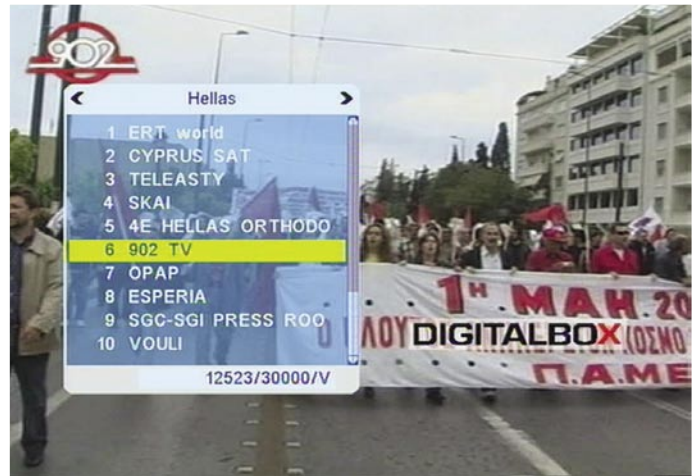 902
Hellas
1 ERT world
2 CYPRUS SAT
3 TELEASTY
4 SKAI
5 4E HELLAS ORTHODO
6 902 TV
7 OPAP
8 ESPERIA
9 SGC-SGI PRESS ROO
10 VOULI
12523/30000/V
1Η ΜΑΗ 20
DIGITALBOX
Π.Α.ΜΕ